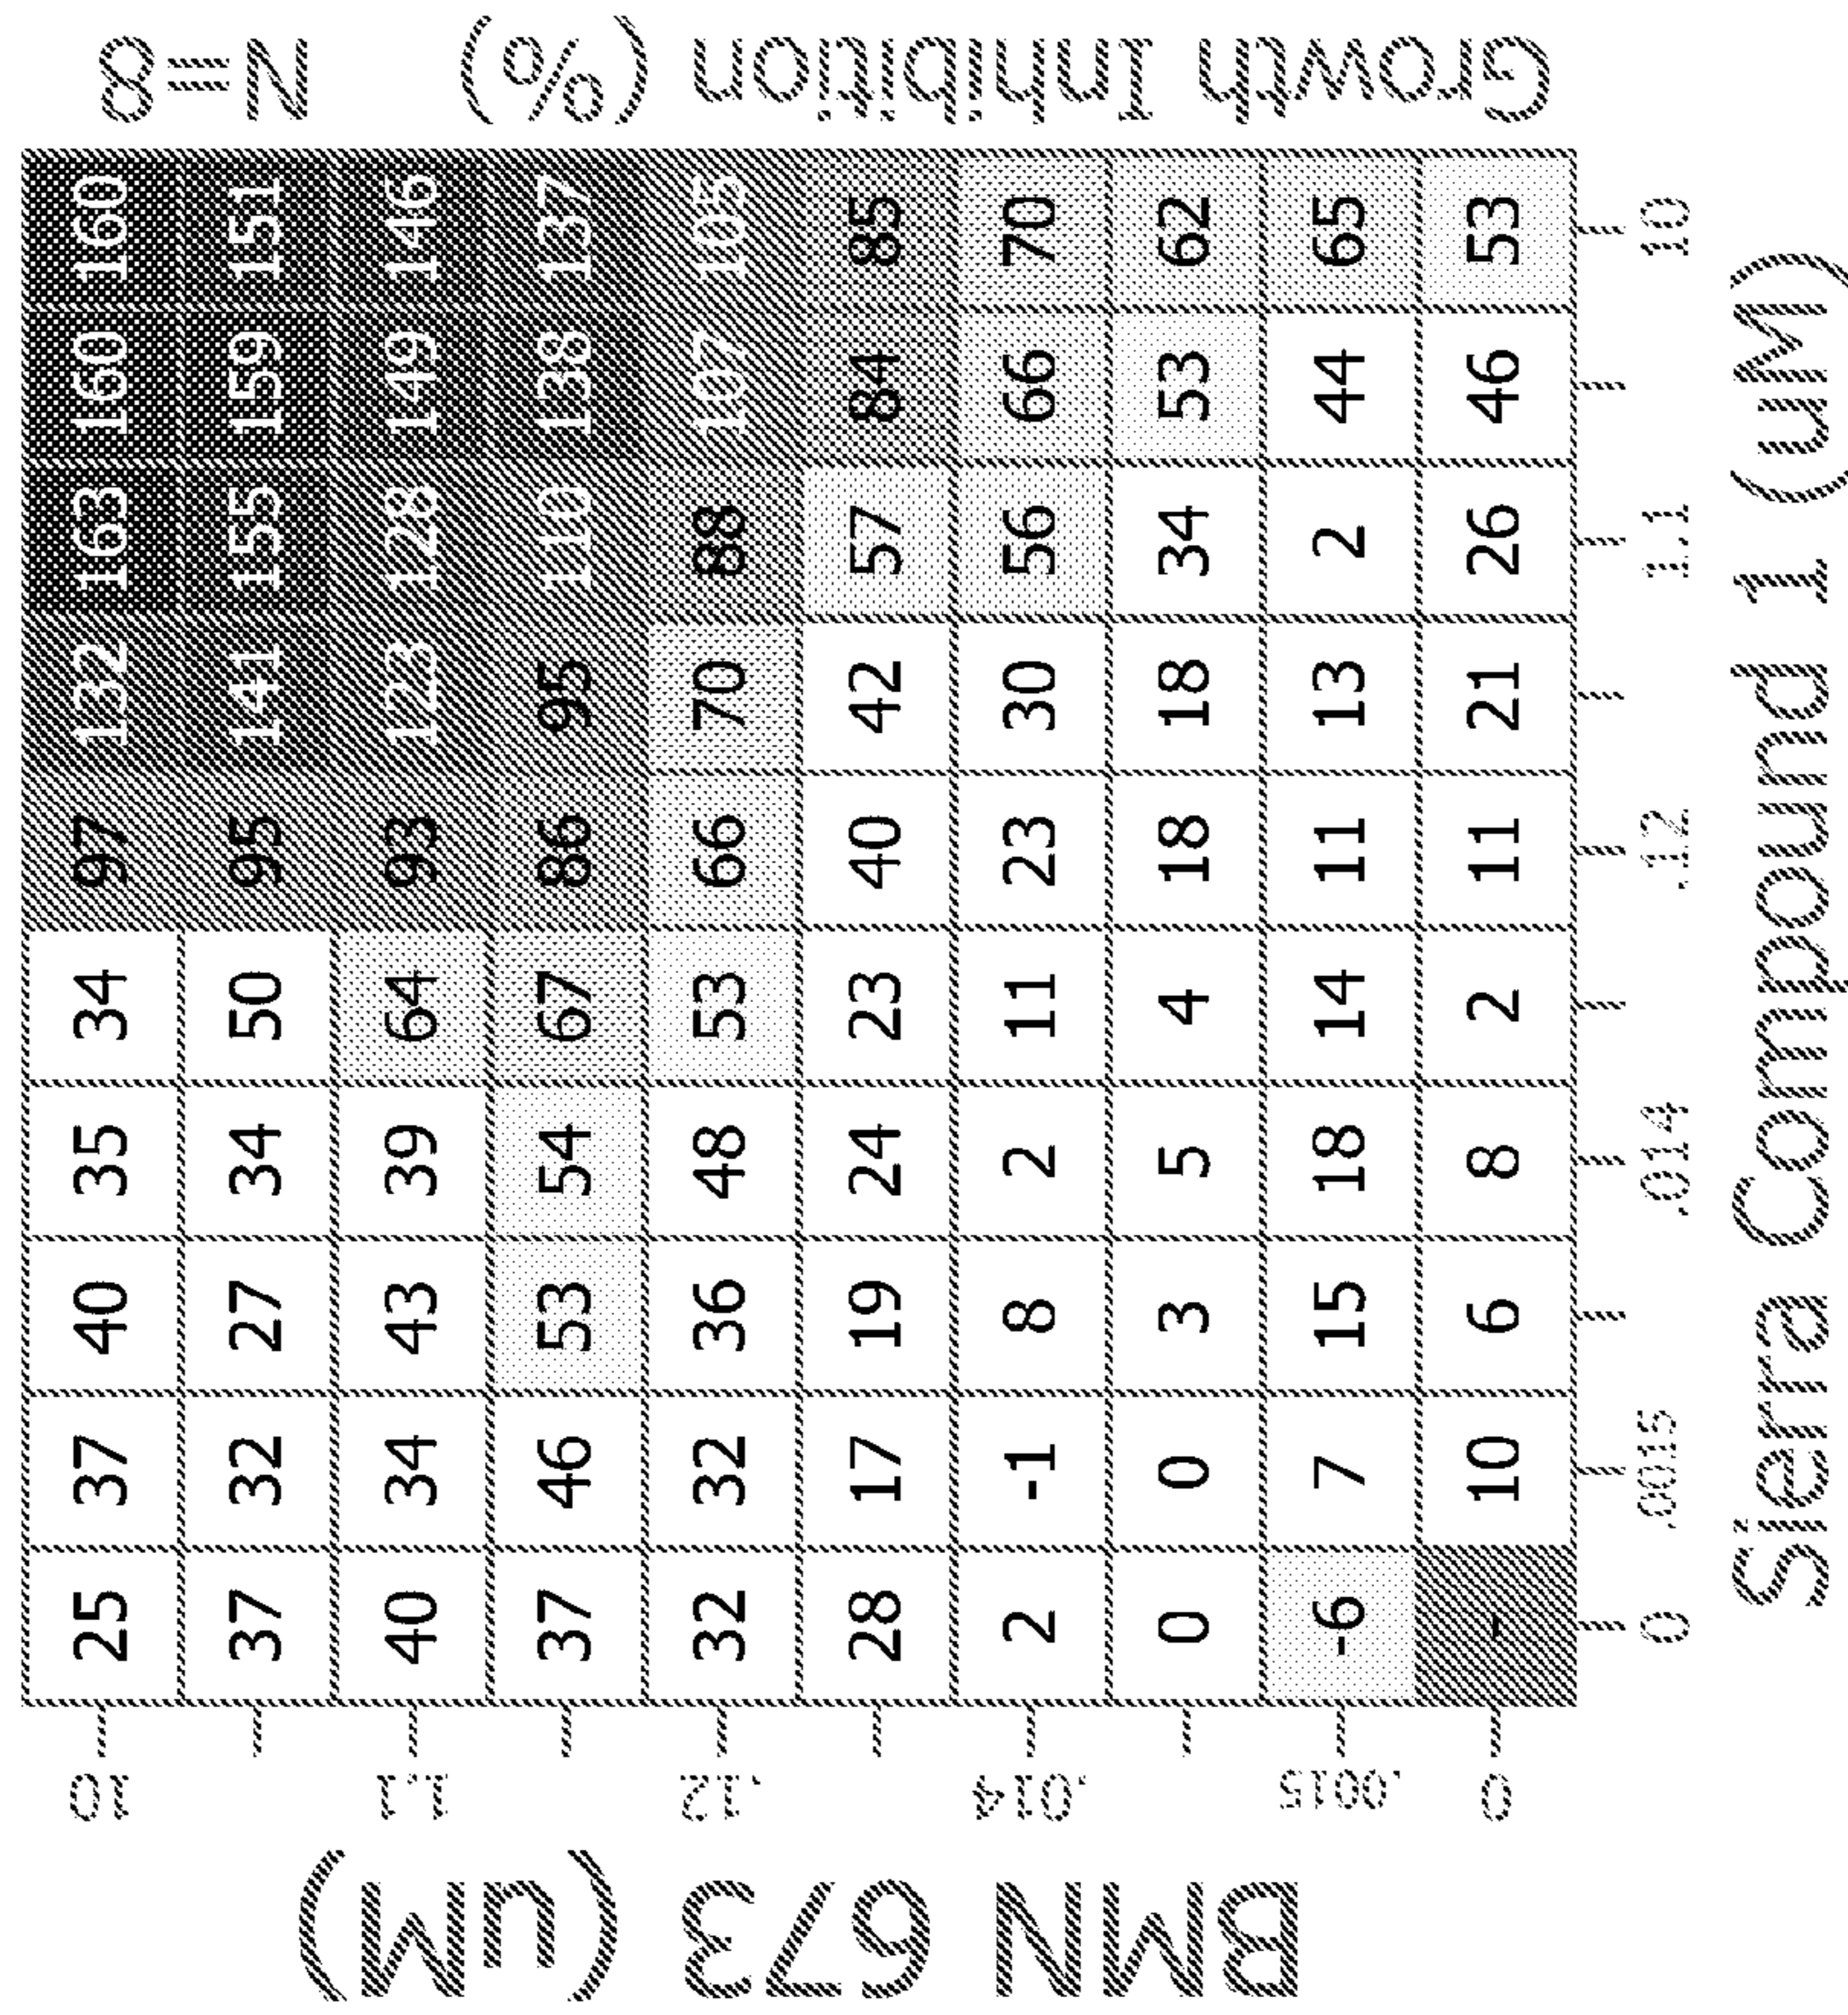 BMN 673 (uM)
10 25 37 40 35 34 97 132 163 160 160
37 32 27 34 50 95 141 155 159 151
1.1 40 34 43 39 64 93 123 128 149 146
37 46 53 54 67 86 95 110 138 137
.12 32 32 36 48 53 66 70 88 107 105
28 17 19 24 23 40 42 57 84 85
.014 2 -1 8 2 11 23 30 56 66 70
0 0 3 5 4 18 18 34 53 62
.0015 -6 7 15 18 14 11 13 2 44 65
0 - 10 6 8 2 11 21 26 46 53
0 .0015 .014 .12 1.1 10
Sierra Compound 1 (uM)
Growth Inhibition (%) N=8